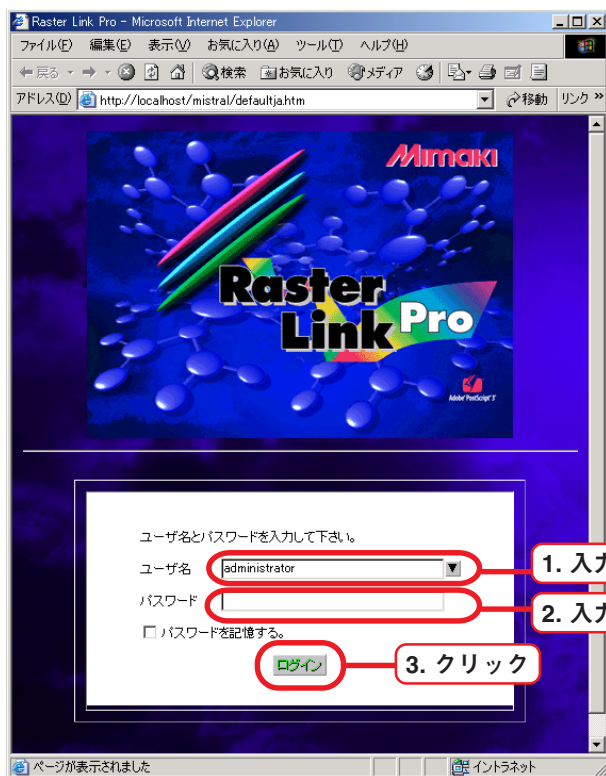 Raster Link Pro - Microsoft Internet Explorer
ファイル(F) 編集(E) 表示(V) お気に入り(A) ツール(T) ヘルプ(H)
戻る 検索 お気に入り メディア
アドレス(D) http://localhost/mistral/defaultja.htm 移動 リンク »
Mimaki
Raster
Link Pro
Adobe PostScript 3
ユーザ名とパスワードを入力して下さい。
ユーザ名 administrator
1. 入力
パスワード
2. 入力
パスワードを記憶する。
ログイン
3. クリック
ページが表示されました イントラネット